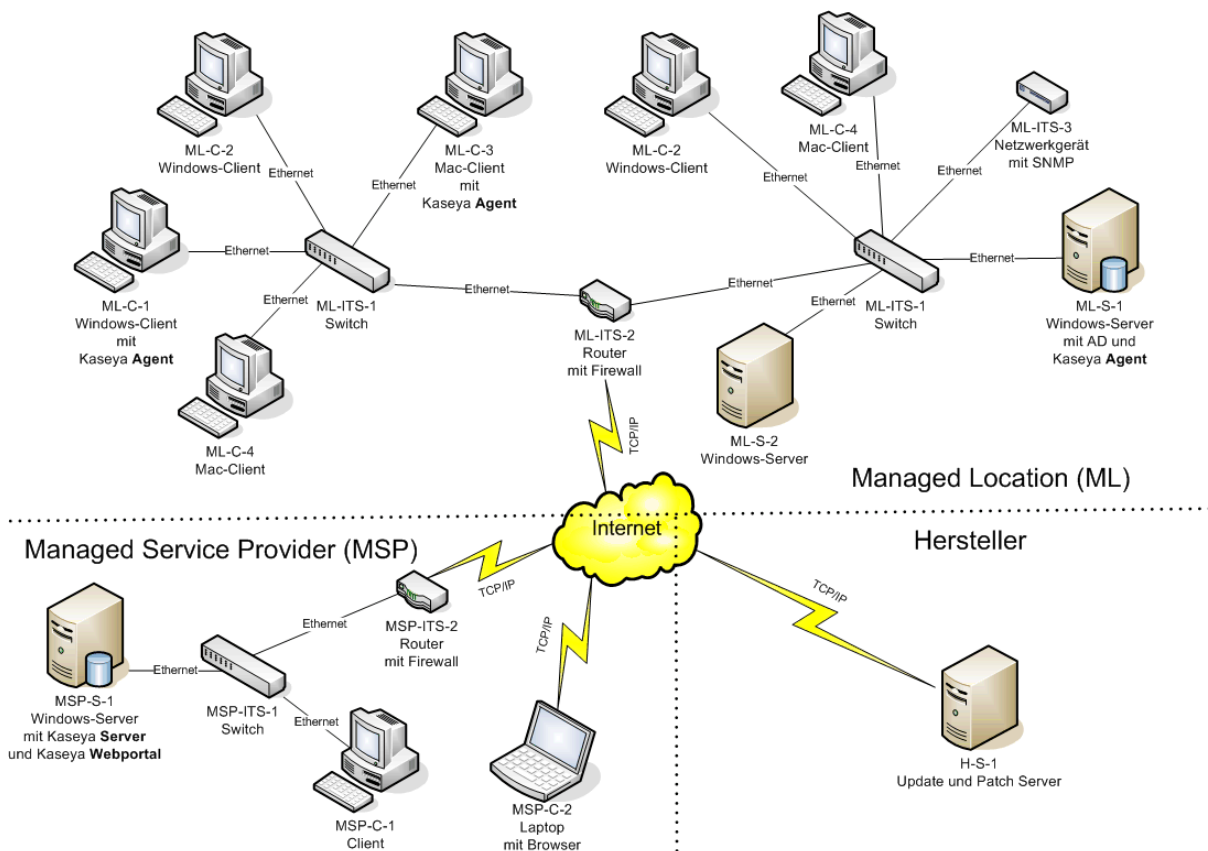 ML-C-2
Windows-Client
ML-C-3
Mac-Client
mit
Kaseya Agent
ML-C-2
Windows-Client
ML-C-4
Mac-Client
ML-ITS-3
Netzwerkgerät
mit SNMP
Ethernet
Ethernet
Ethernet
Ethernet
Ethernet
Ethernet
Ethernet
ML-C-1
Windows-Client
mit
Kaseya Agent
Ethernet
ML-ITS-1
Switch
Ethernet
Ethernet
ML-ITS-2
Router
mit Firewall
Ethernet
ML-ITS-1
Switch
ML-S-1
Windows-Server
mit AD und
Kaseya Agent
ML-C-4
Mac-Client
TCP/IP
ML-S-2
Windows-Server
Managed Location (ML)
Internet
Managed Service Provider (MSP)
Hersteller
TCP/IP
TCP/IP
TCP/IP
Ethernet
MSP-ITS-2
Router
mit Firewall
Ethernet
MSP-S-1
Windows-Server
mit Kaseya Server
und Kaseya Webportal
MSP-ITS-1
Switch
Ethernet
MSP-C-1
Client
MSP-C-2
Laptop
mit Browser
H-S-1
Update und Patch Server